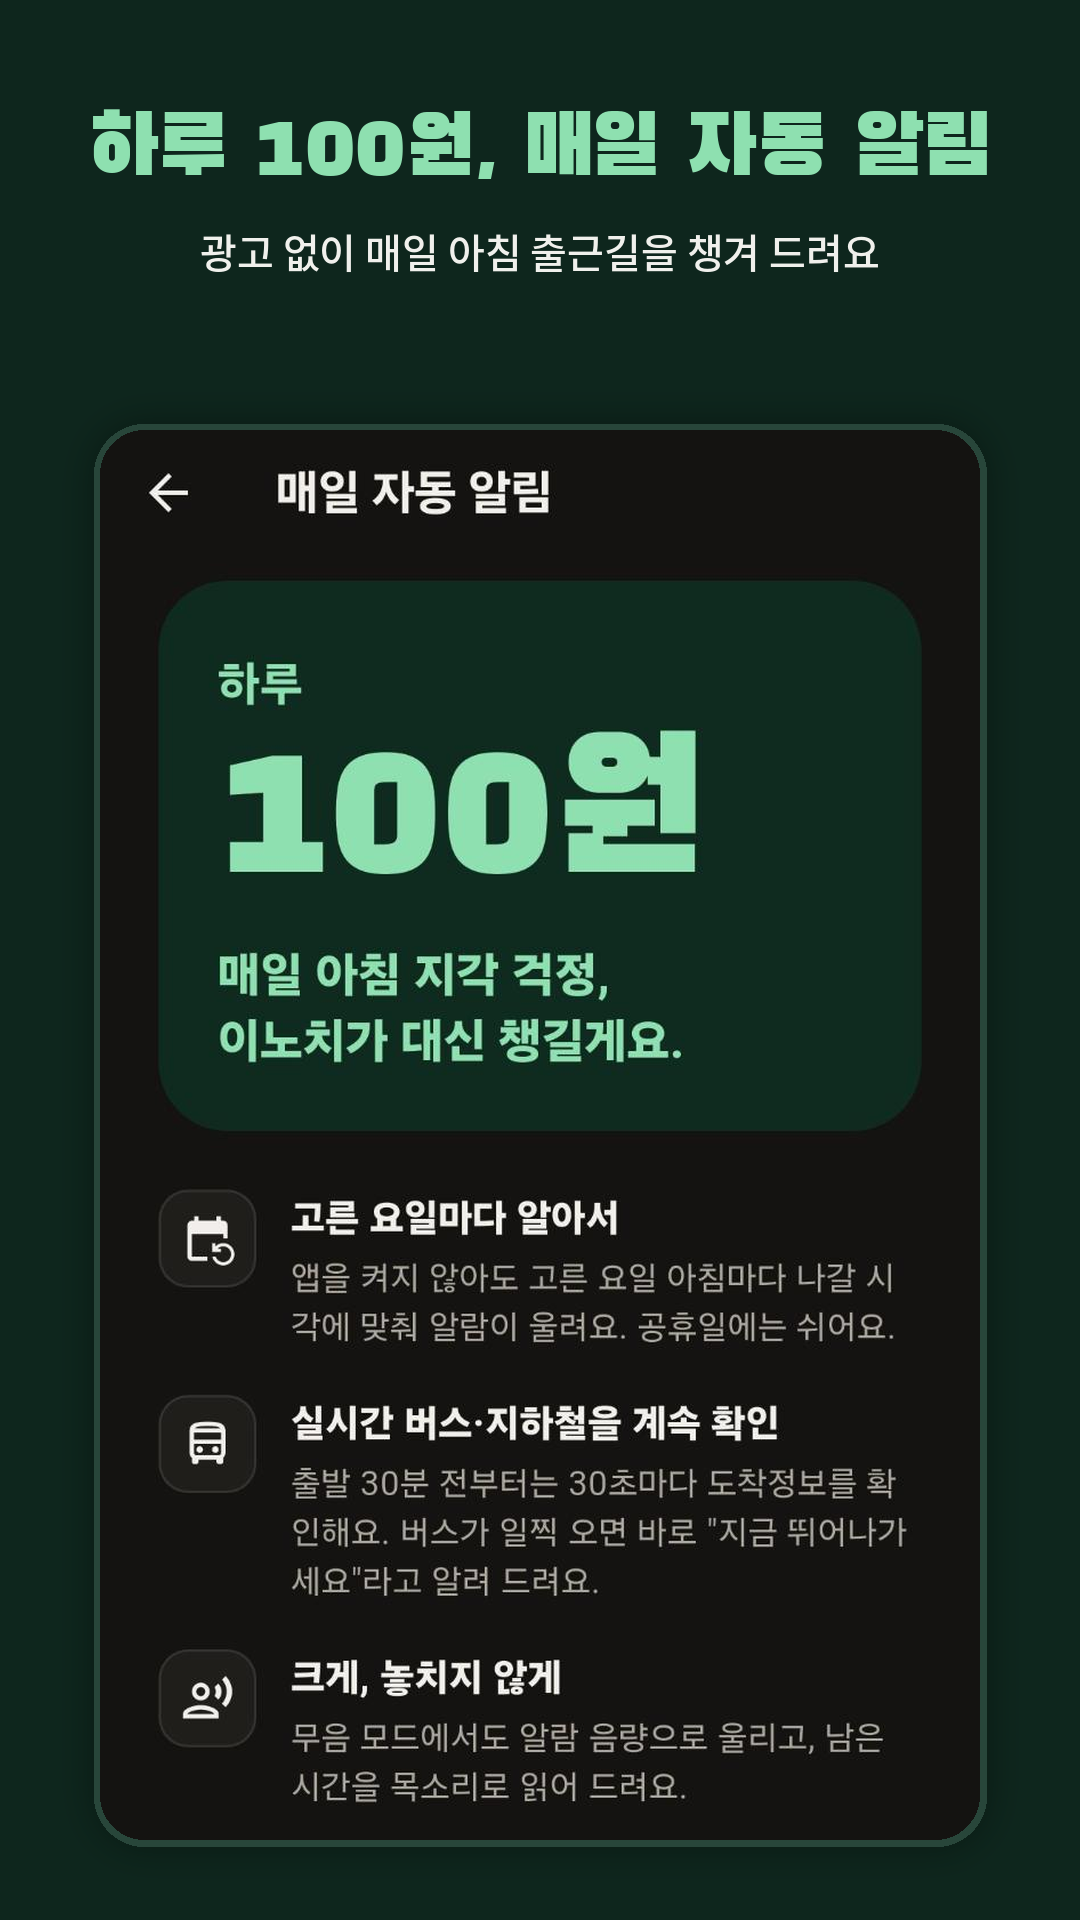 하루 100원, 매일 자동 알림
광고 없이 매일 아침 출근길을 챙겨 드려요
매일 자동 알림
하루
100원
매일 아침 지각 걱정,
이노치가 대신 챙길게요.
고른 요일마다 알아서
앱을 켜지 않아도 고른 요일 아침마다 나갈 시
각에 맞춰 알람이 울려요. 공휴일에는 쉬어요.
실시간 버스·지하철을 계속 확인
출발 30분 전부터는 30초마다 도착정보를 확
인해요. 버스가 일찍 오면 바로 "지금 뛰어나가
세요"라고 알려 드려요.
크게, 놓치지 않게
무음 모드에서도 알람 음량으로 울리고, 남은
시간을 목소리로 읽어 드려요.